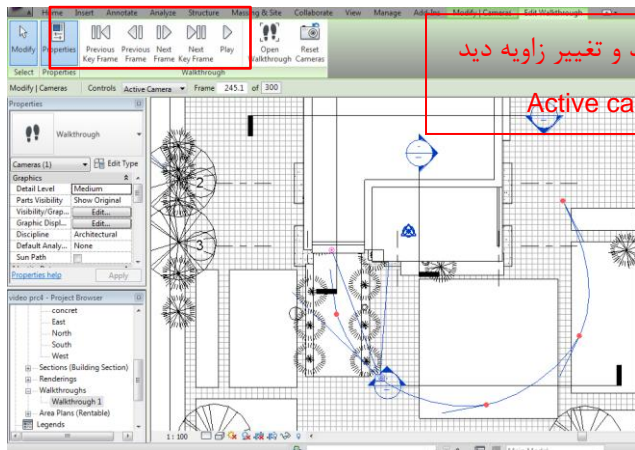 Home Insert Annotate Analyze Structure Massing & Site Collaborate View Manage Add-Ins Modify | Cameras Edit Walkthrough
Modify Properties Previous Key Frame Previous Frame Next Frame Next Key Frame Play Open Walkthrough Reset Cameras
Select Properties Walkthrough
د و تغییر زاویه دید
Active ca
Modify | Cameras Controls Active Camera Frame 245.1 of 300
Properties
Walkthrough
Cameras (1) Edit Type
Graphics
Detail Level Medium
Parts Visibility Show Original
Visibility/Grap... Edit...
Graphic Displ... Edit...
Discipline Architectural
Default Analy... None
Sun Path
Properties help Apply
video prc4 - Project Browser
concret
East
North
South
West
Sections (Building Section)
Renderings
Walkthroughs
Walkthrough 1
Area Plans (Rentable)
Legends
2
3
1 : 100